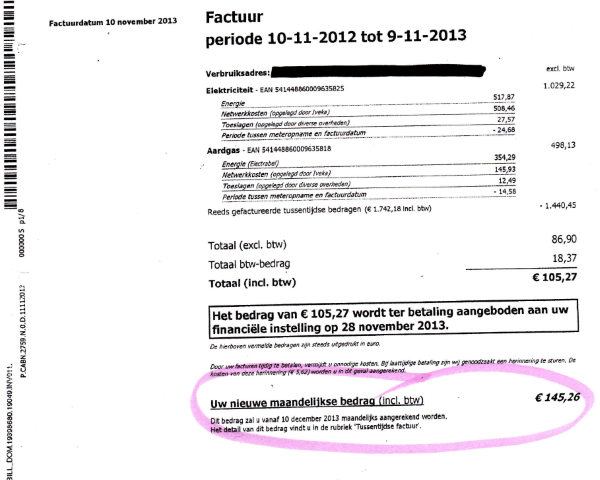 Factuurdatum 10 november 2013
Factuur
periode 10-11-2012 tot 9-11-2013
Verbruiksadres:
excl. btw
Elektriciteit - EAN 541448860009635825 1.029,22
Energie 517,87
Netwerkkosten (opgelegd door Iveka) 508,46
Toeslagen (opgelegd door diverse overheden) 27,57
Periode tussen meteropname en factuurdatum - 24,68
Aardgas - EAN 541448860009635818 498,13
Energie (Electrabel) 354,29
Netwerkkosten (opgelegd door Iveka) 145,93
Toeslagen (opgelegd door diverse overheden) 12,49
Periode tussen meteropname en factuurdatum - 14,58
Reeds gefactureerde tussentijdse bedragen (€ 1.742,18 incl. btw) - 1.440,45
Totaal (excl. btw) 86,90
Totaal btw-bedrag 18,37
Totaal (incl. btw) € 105,27
Het bedrag van € 105,27 wordt ter betaling aangeboden aan uw
financiële instelling op 28 november 2013.
De hierboven vermelde bedragen zijn steeds uitgedrukt in euro.
Door uw facturen tijdig te betalen, vermijdt u onnodige kosten. Bij laattijdige betaling zijn wij genoodzaakt een herinnering te sturen. De
kosten van deze herinnering (€ 5,62) worden u in dit geval aangerekend.
Uw nieuwe maandelijkse bedrag (incl. btw) € 145,26
Dit bedrag zal u vanaf 10 december 2013 maandelijks aangerekend worden.
Het detail van dit bedrag vindt u in de rubriek 'Tussentijdse factuur'.
000000 S p1/8
P.CABN.2759.N.0.D.11112013